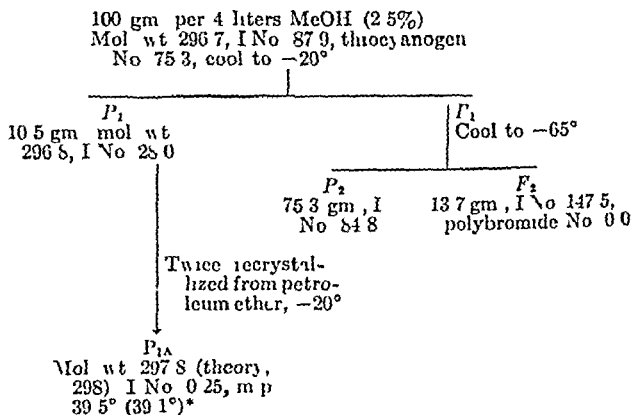 100 gm per 4 liters MeOH (2 5%)
Mol wt 296 7, I No 87 9, thiocyanogen
No 75 3, cool to −20°
P1
10 5 gm mol wt
296 8, I No 28 0
F1
Cool to −65°
P2
75 3 gm, I
No 84 8
F2
13 7 gm, I No 147 5,
polybromide No 0 0
Twice recrystal-
lized from petro-
leum ether, −20°
P1A
Mol wt 297 8 (theory,
298) I No 0 25, m p
39 5° (39 1°)*